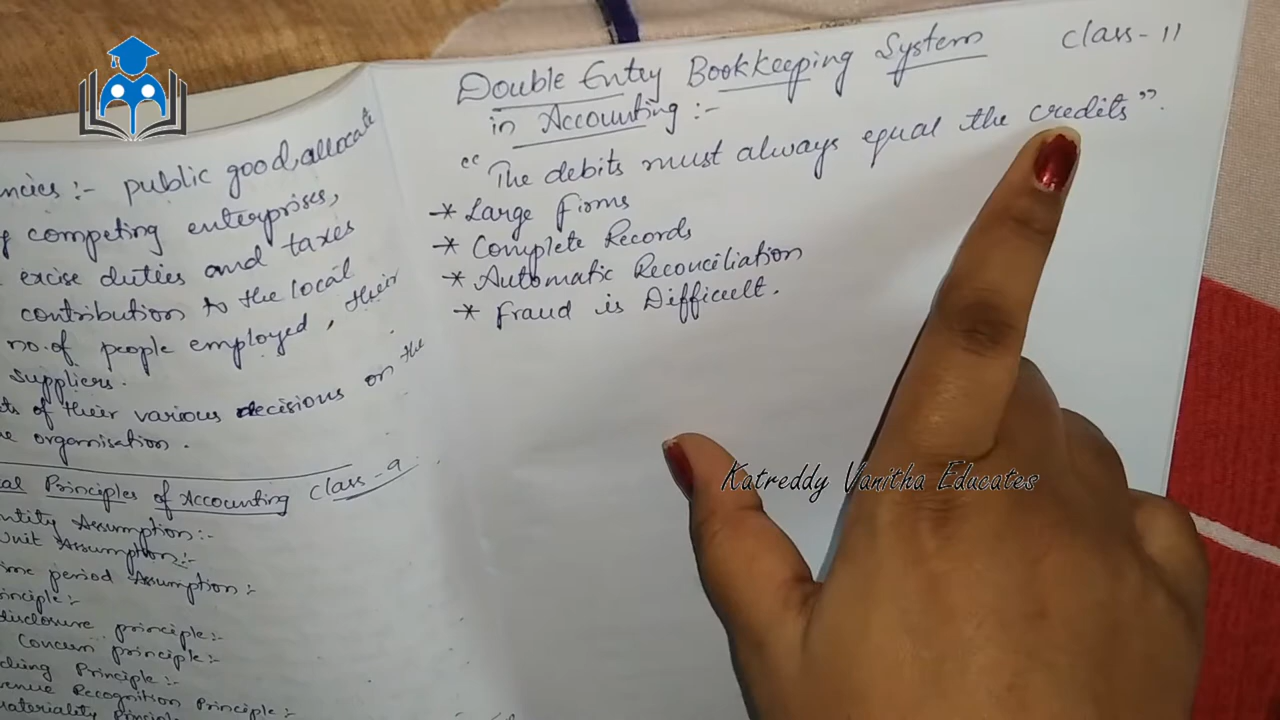 Double Entry Bookkeeping System class-11
in Accounting :-
"The debits must always equal the credits".
* Large firms
* Complete Records
* Automatic Reconciliation
* Fraud is Difficult.
public good, allocate
competing enterprises,
excise duties and taxes
contribution to the local
no. of people employed, their
suppliers.
of their various decisions on the
organisation.
Principles of Accounting class-9
Assumption:-
Assumption:-
period Assumption:-
disclosure principle:-
Concern principle:-
Principle:-
Recognition Principle:-
Katreddy Vanitha Educates